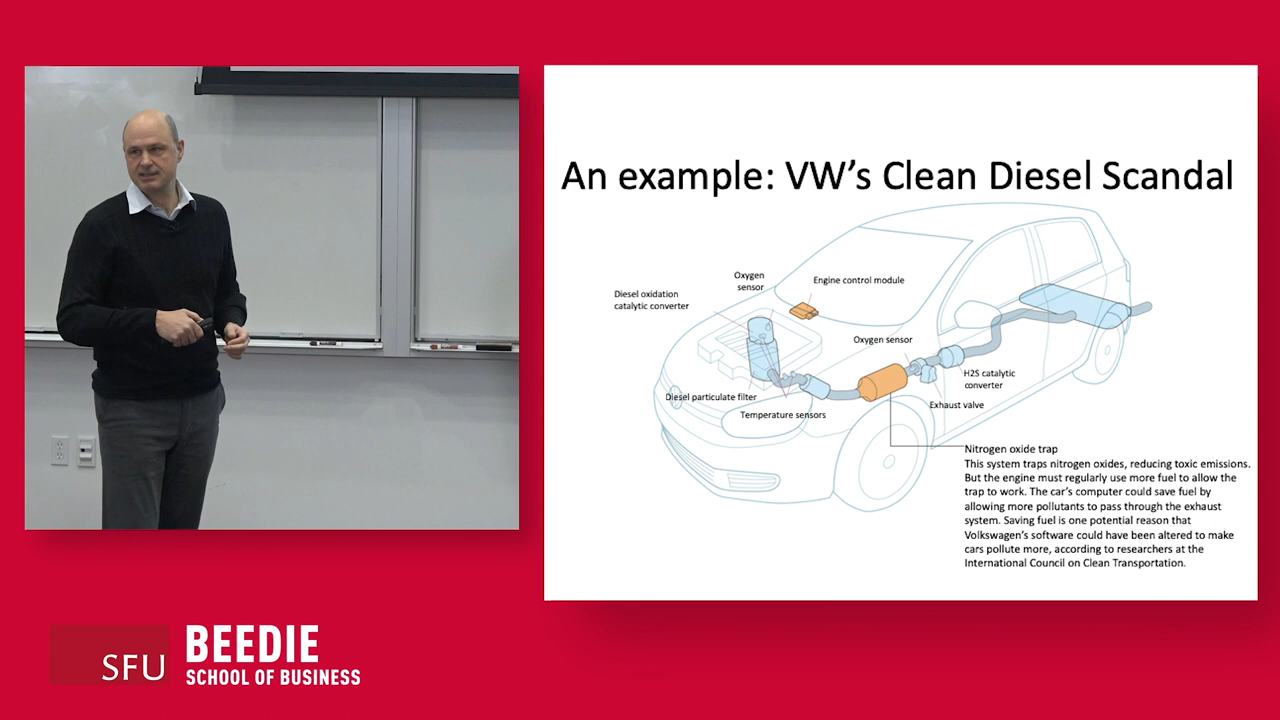 An example: VW's Clean Diesel Scandal
Oxygen
sensor
Engine control module
Diesel oxidation
catalytic converter
Oxygen sensor
H2S catalytic
converter
Diesel particulate filter
Exhaust valve
Temperature sensors
Nitrogen oxide trap
This system traps nitrogen oxides, reducing toxic emissions.
But the engine must regularly use more fuel to allow the
trap to work. The car's computer could save fuel by
allowing more pollutants to pass through the exhaust
system. Saving fuel is one potential reason that
Volkswagen's software could have been altered to make
cars pollute more, according to researchers at the
International Council on Clean Transportation.
SFU
BEEDIE
SCHOOL OF BUSINESS